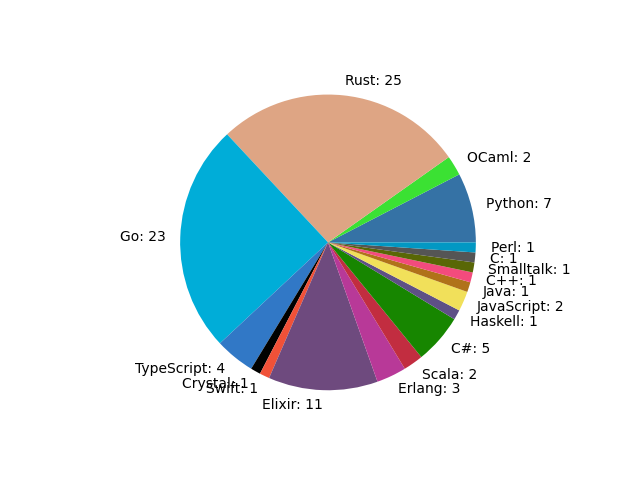 Rust: 25
OCaml: 2
Python: 7
Go: 23
Perl: 1
C: 1
Smalltalk: 1
C++: 1
Java: 1
JavaScript: 2
Haskell: 1
C#: 5
TypeScript: 4
Scala: 2
Crystal: 1
Swift: 1
Erlang: 3
Elixir: 11